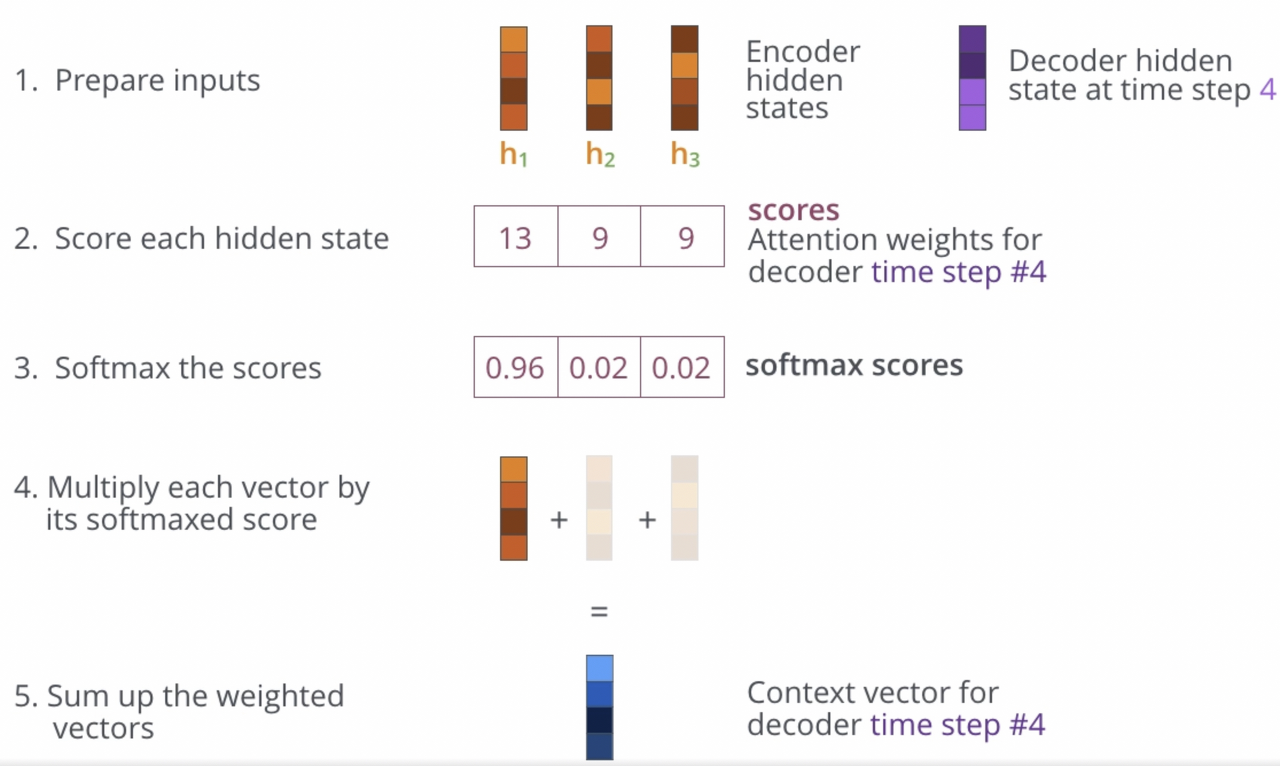 1. Prepare inputs
Encoder
hidden
states
Decoder hidden
state at time step 4
h₁ h₂ h₃
2. Score each hidden state
13 9 9
scores
Attention weights for
decoder time step #4
3. Softmax the scores
0.96 0.02 0.02
softmax scores
4. Multiply each vector by
its softmaxed score
+ +
=
5. Sum up the weighted
vectors
Context vector for
decoder time step #4